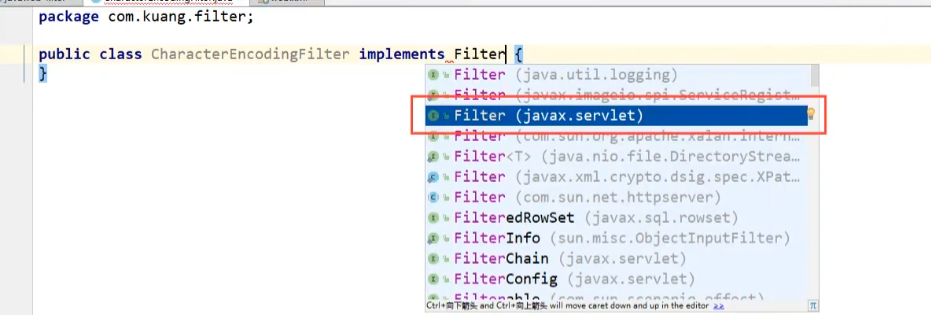 package com.kuang.filter;
public class CharacterEncodingFilter implements Filter {
}
Filter (java.util.logging)
Filter (javax.imageio.spi.ServiceRegist...
Filter (javax.servlet)
Filter (com.sun.org.apache.xalan.intern...
Filter<T> (java.nio.file.DirectoryStrea...
Filter (javax.xml.crypto.dsig.spec.XPat...
Filter (com.sun.net.httpserver)
FilteredRowSet (javax.sql.rowset)
FilterInfo (sun.misc.ObjectInputFilter)
FilterChain (javax.servlet)
FilterConfig (javax.servlet)
Filterable (com.sun.scenario.effect)
Ctrl+向下箭头 and Ctrl+向上箭头 will move caret down and up in the editor >>
π